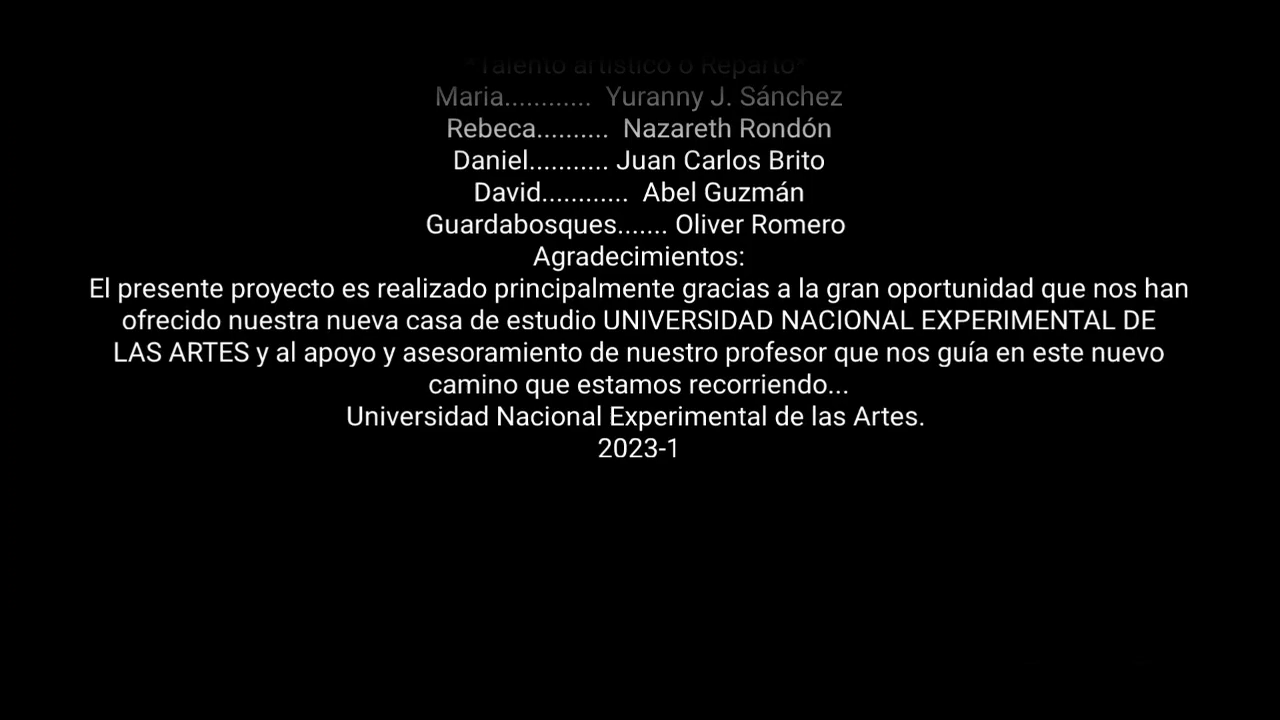 *Talento artístico o Reparto*
Maria............ Yuranny J. Sánchez
Rebeca.......... Nazareth Rondón
Daniel........... Juan Carlos Brito
David............ Abel Guzmán
Guardabosques....... Oliver Romero
Agradecimientos:
El presente proyecto es realizado principalmente gracias a la gran oportunidad que nos han
ofrecido nuestra nueva casa de estudio UNIVERSIDAD NACIONAL EXPERIMENTAL DE
LAS ARTES y al apoyo y asesoramiento de nuestro profesor que nos guía en este nuevo
camino que estamos recorriendo...
Universidad Nacional Experimental de las Artes.
2023-1